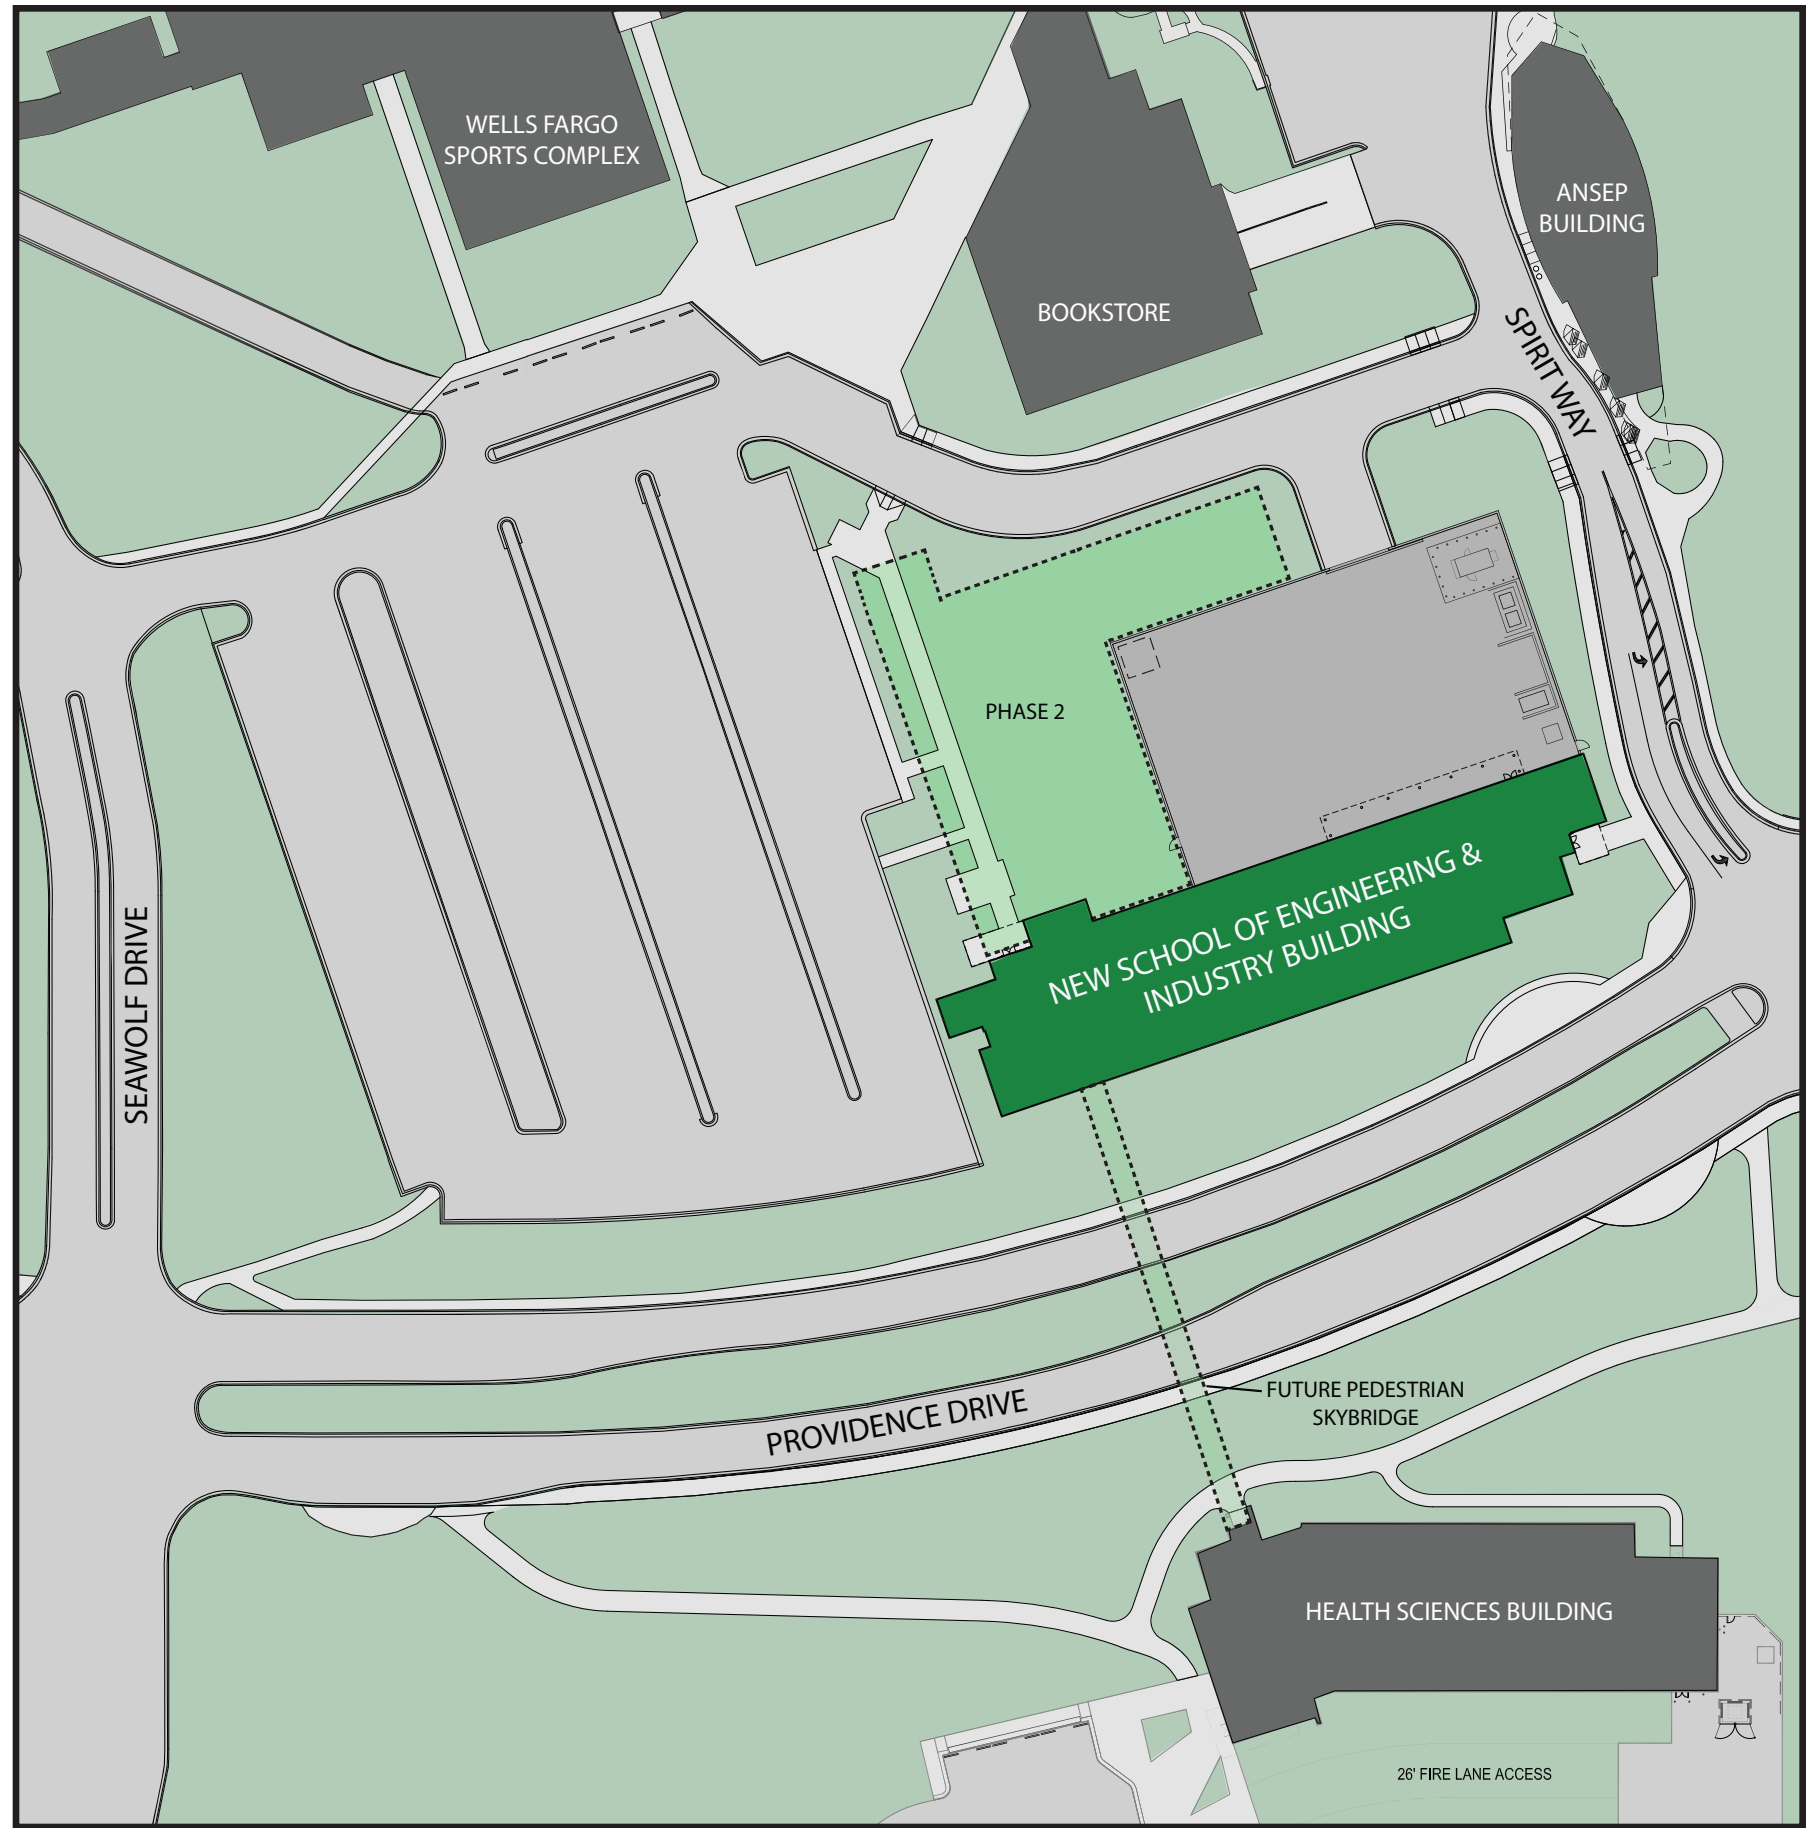 WELLS FARGO
SPORTS COMPLEX
ANSEP
BUILDING
BOOKSTORE
SPIRIT WAY
PHASE 2
NEW SCHOOL OF ENGINEERING &
INDUSTRY BUILDING
SEAWOLF DRIVE
PROVIDENCE DRIVE
FUTURE PEDESTRIAN
SKYBRIDGE
HEALTH SCIENCES BUILDING
26' FIRE LANE ACCESS